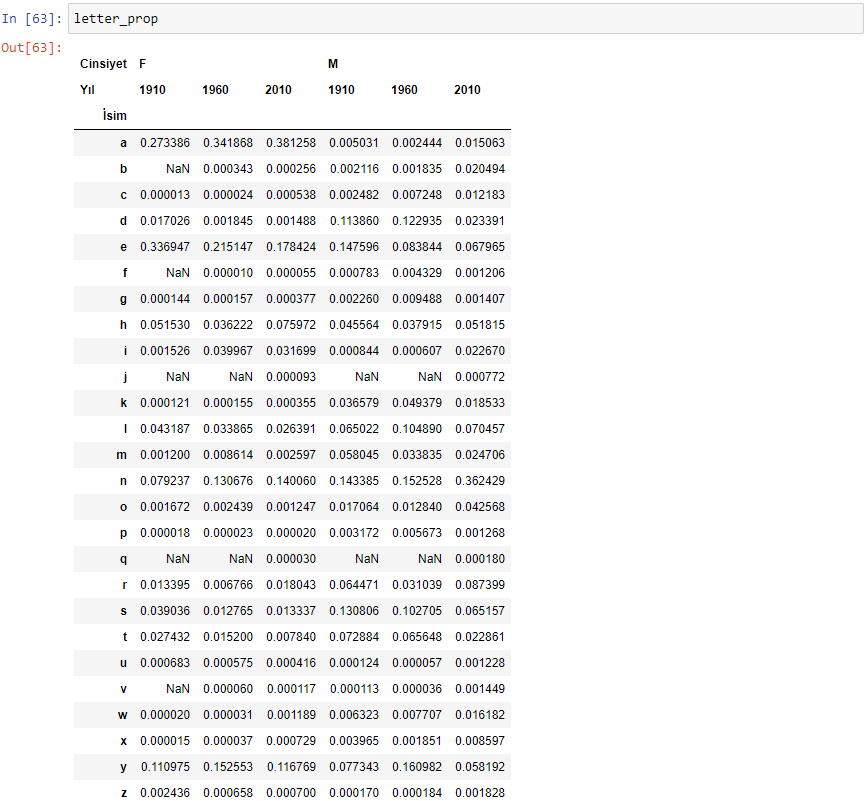 In [63]: letter_prop
Out[63]:
Cinsiyet F M
Yıl 1910 1960 2010 1910 1960 2010
İsim
a 0.273386 0.341868 0.381258 0.005031 0.002444 0.015063
b NaN 0.000343 0.000256 0.002116 0.001835 0.020494
c 0.000013 0.000024 0.000538 0.002482 0.007248 0.012183
d 0.017026 0.001845 0.001488 0.113860 0.122935 0.023391
e 0.336947 0.215147 0.178424 0.147596 0.083844 0.067965
f NaN 0.000010 0.000055 0.000783 0.004329 0.001206
g 0.000144 0.000157 0.000377 0.002260 0.009488 0.001407
h 0.051530 0.036222 0.075972 0.045564 0.037915 0.051815
i 0.001526 0.039967 0.031699 0.000844 0.000607 0.022670
j NaN NaN 0.000093 NaN NaN 0.000772
k 0.000121 0.000155 0.000355 0.036579 0.049379 0.018533
l 0.043187 0.033865 0.026391 0.065022 0.104890 0.070457
m 0.001200 0.008614 0.002597 0.058045 0.033835 0.024706
n 0.079237 0.130676 0.140060 0.143385 0.152528 0.362429
o 0.001672 0.002439 0.001247 0.017064 0.012840 0.042568
p 0.000018 0.000023 0.000020 0.003172 0.005673 0.001268
q NaN NaN 0.000030 NaN NaN 0.000180
r 0.013395 0.006766 0.018043 0.064471 0.031039 0.087399
s 0.039036 0.012765 0.013337 0.130806 0.102705 0.065157
t 0.027432 0.015200 0.007840 0.072884 0.065648 0.022861
u 0.000683 0.000575 0.000416 0.000124 0.000057 0.001228
v NaN 0.000060 0.000117 0.000113 0.000036 0.001449
w 0.000020 0.000031 0.001189 0.006323 0.007707 0.016182
x 0.000015 0.000037 0.000729 0.003965 0.001851 0.008597
y 0.110975 0.152553 0.116769 0.077343 0.160982 0.058192
z 0.002436 0.000658 0.000700 0.000170 0.000184 0.001828